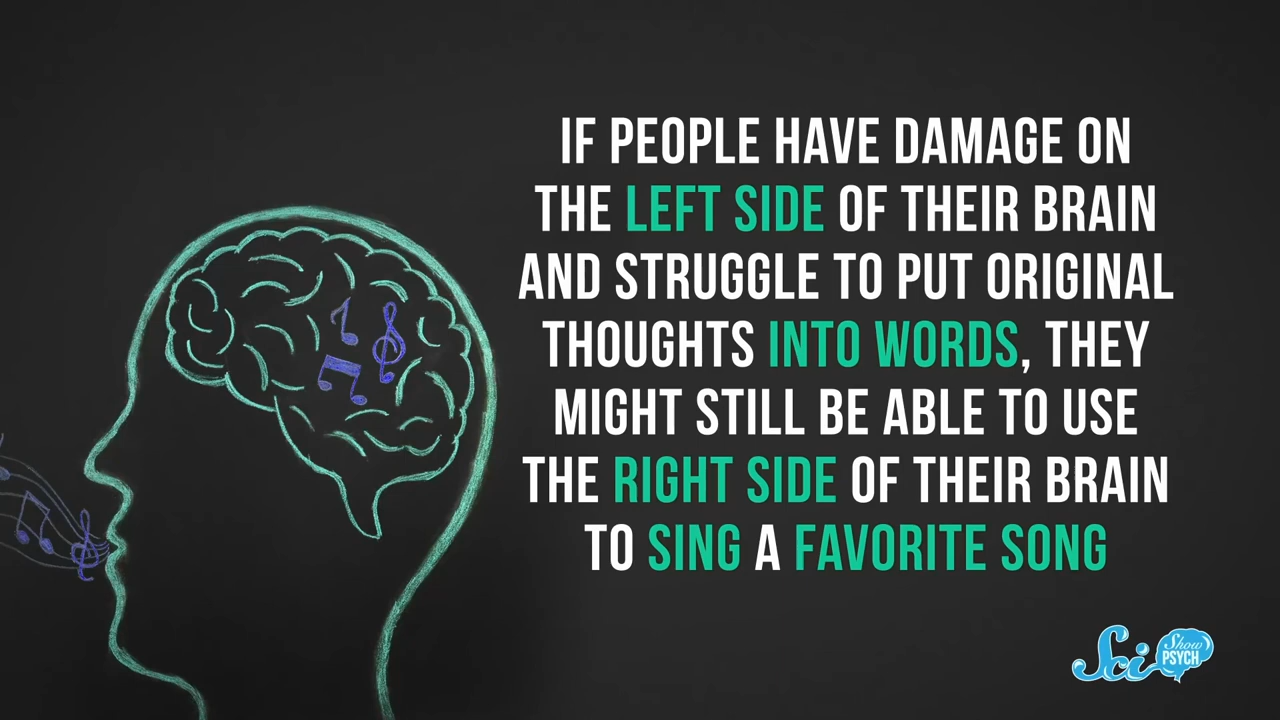 IF PEOPLE HAVE DAMAGE ON
THE LEFT SIDE OF THEIR BRAIN
AND STRUGGLE TO PUT ORIGINAL
THOUGHTS INTO WORDS, THEY
MIGHT STILL BE ABLE TO USE
THE RIGHT SIDE OF THEIR BRAIN
TO SING A FAVORITE SONG
Sci Show
PSYCH